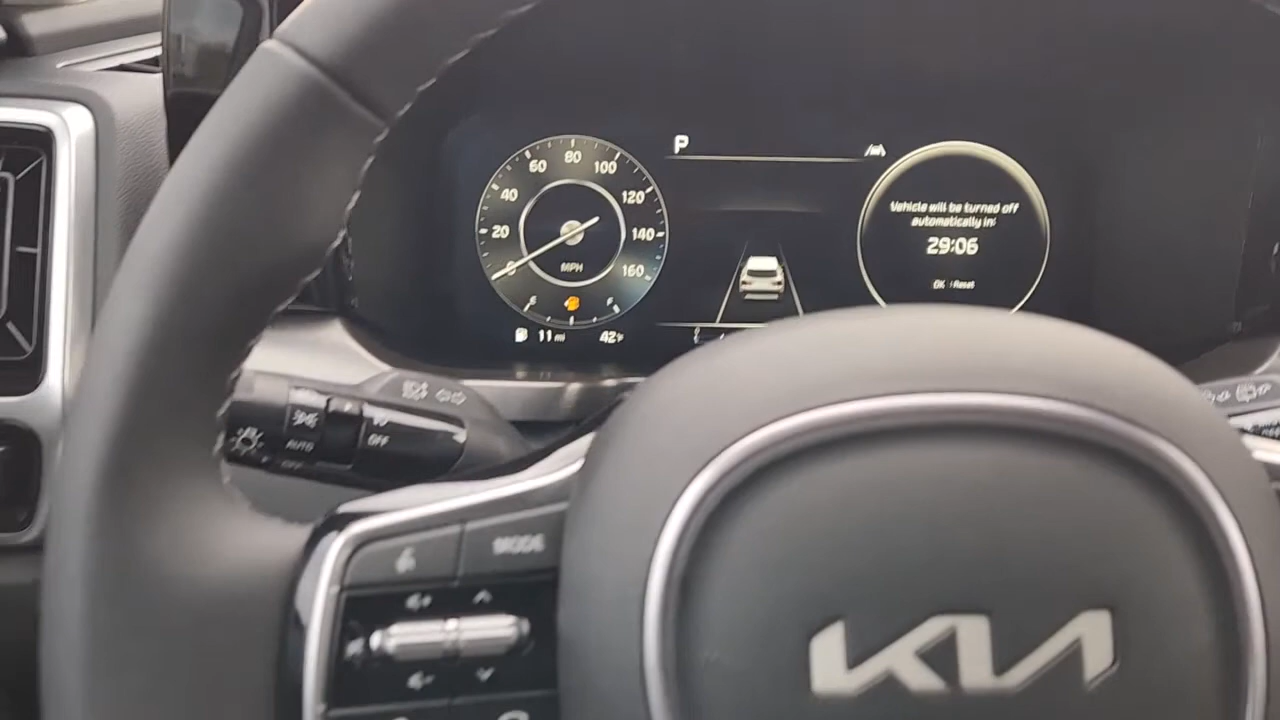 P
60 80 100
40 120
20 140
0 160
MPH
E F
11 mi 42°F
Vehicle will be turned off
automatically in:
29:06
OK : Reset
AUTO
OFF
OFF
MODE
KIA